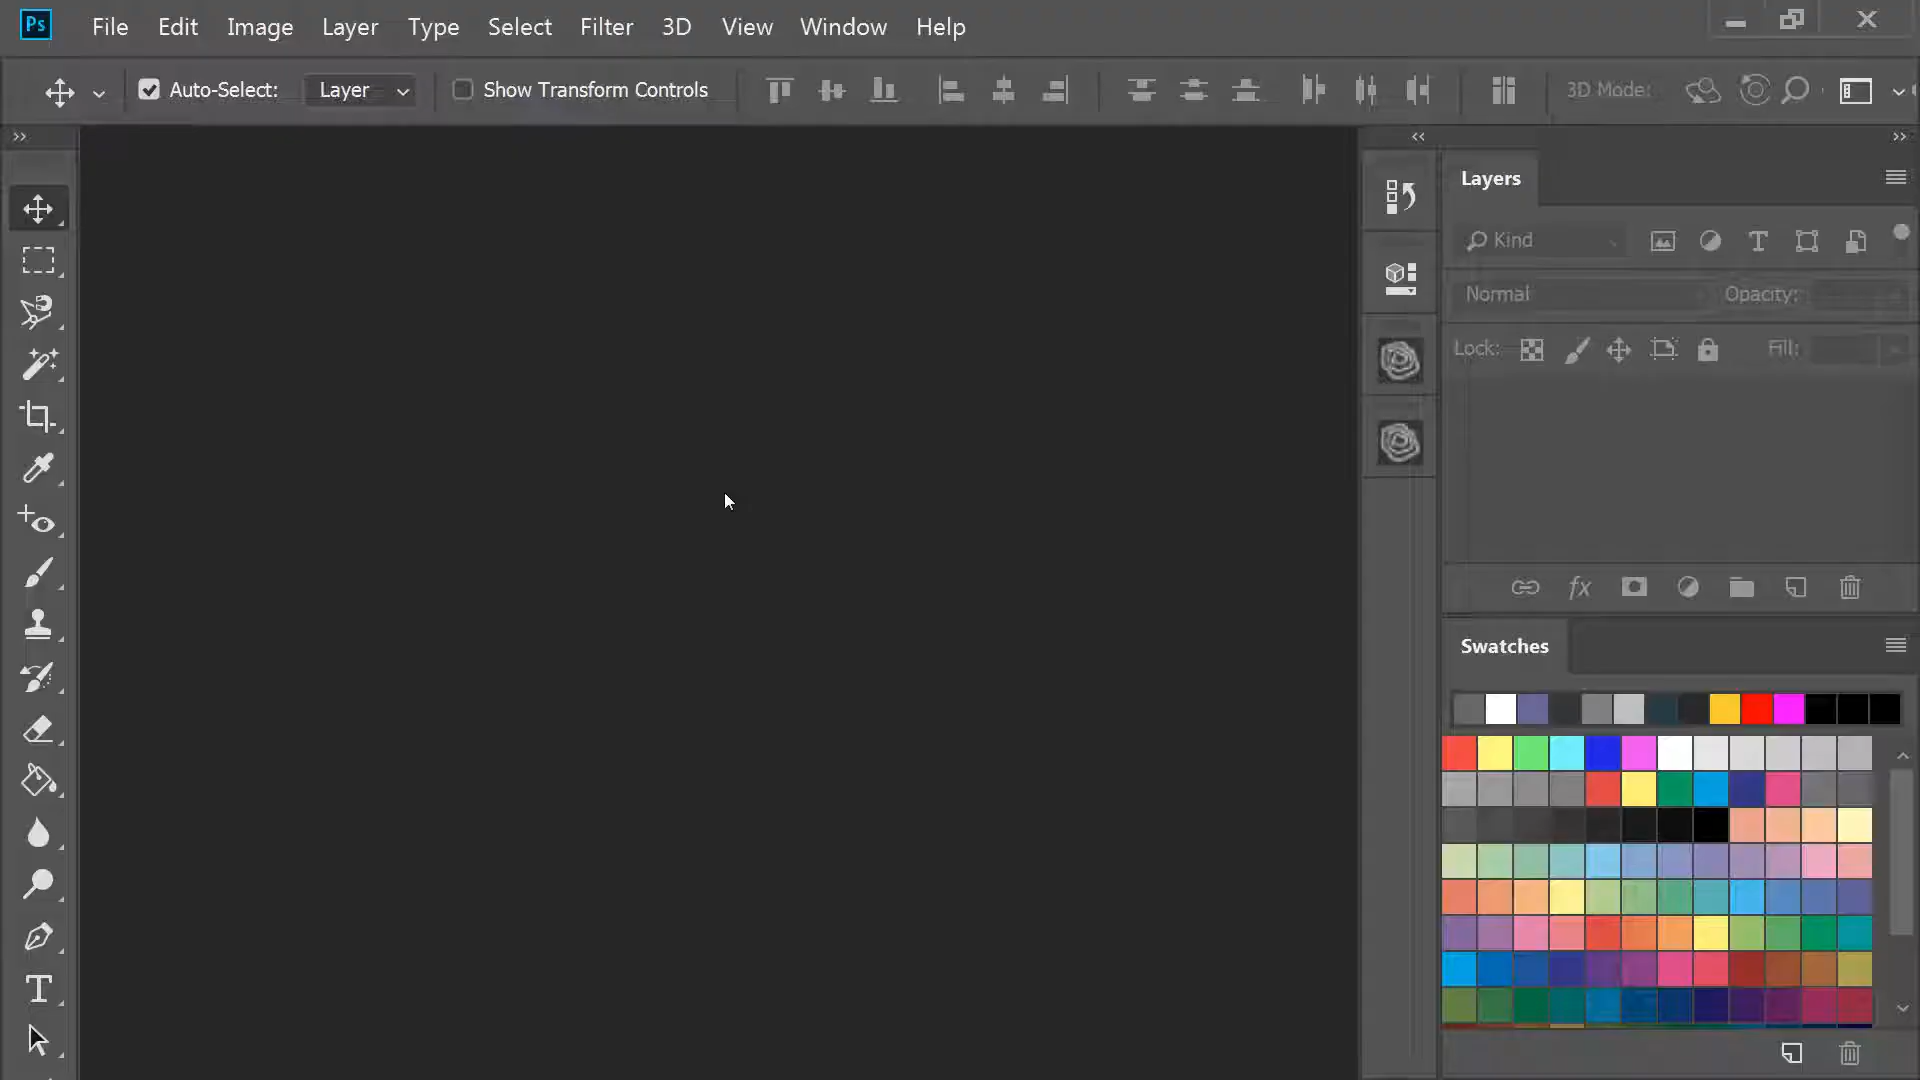 Ps File Edit Image Layer Type Select Filter 3D View Window Help
Auto-Select: Layer Show Transform Controls 3D Mode:
Layers
Kind
Normal Opacity:
Lock: Fill:
fx
Swatches